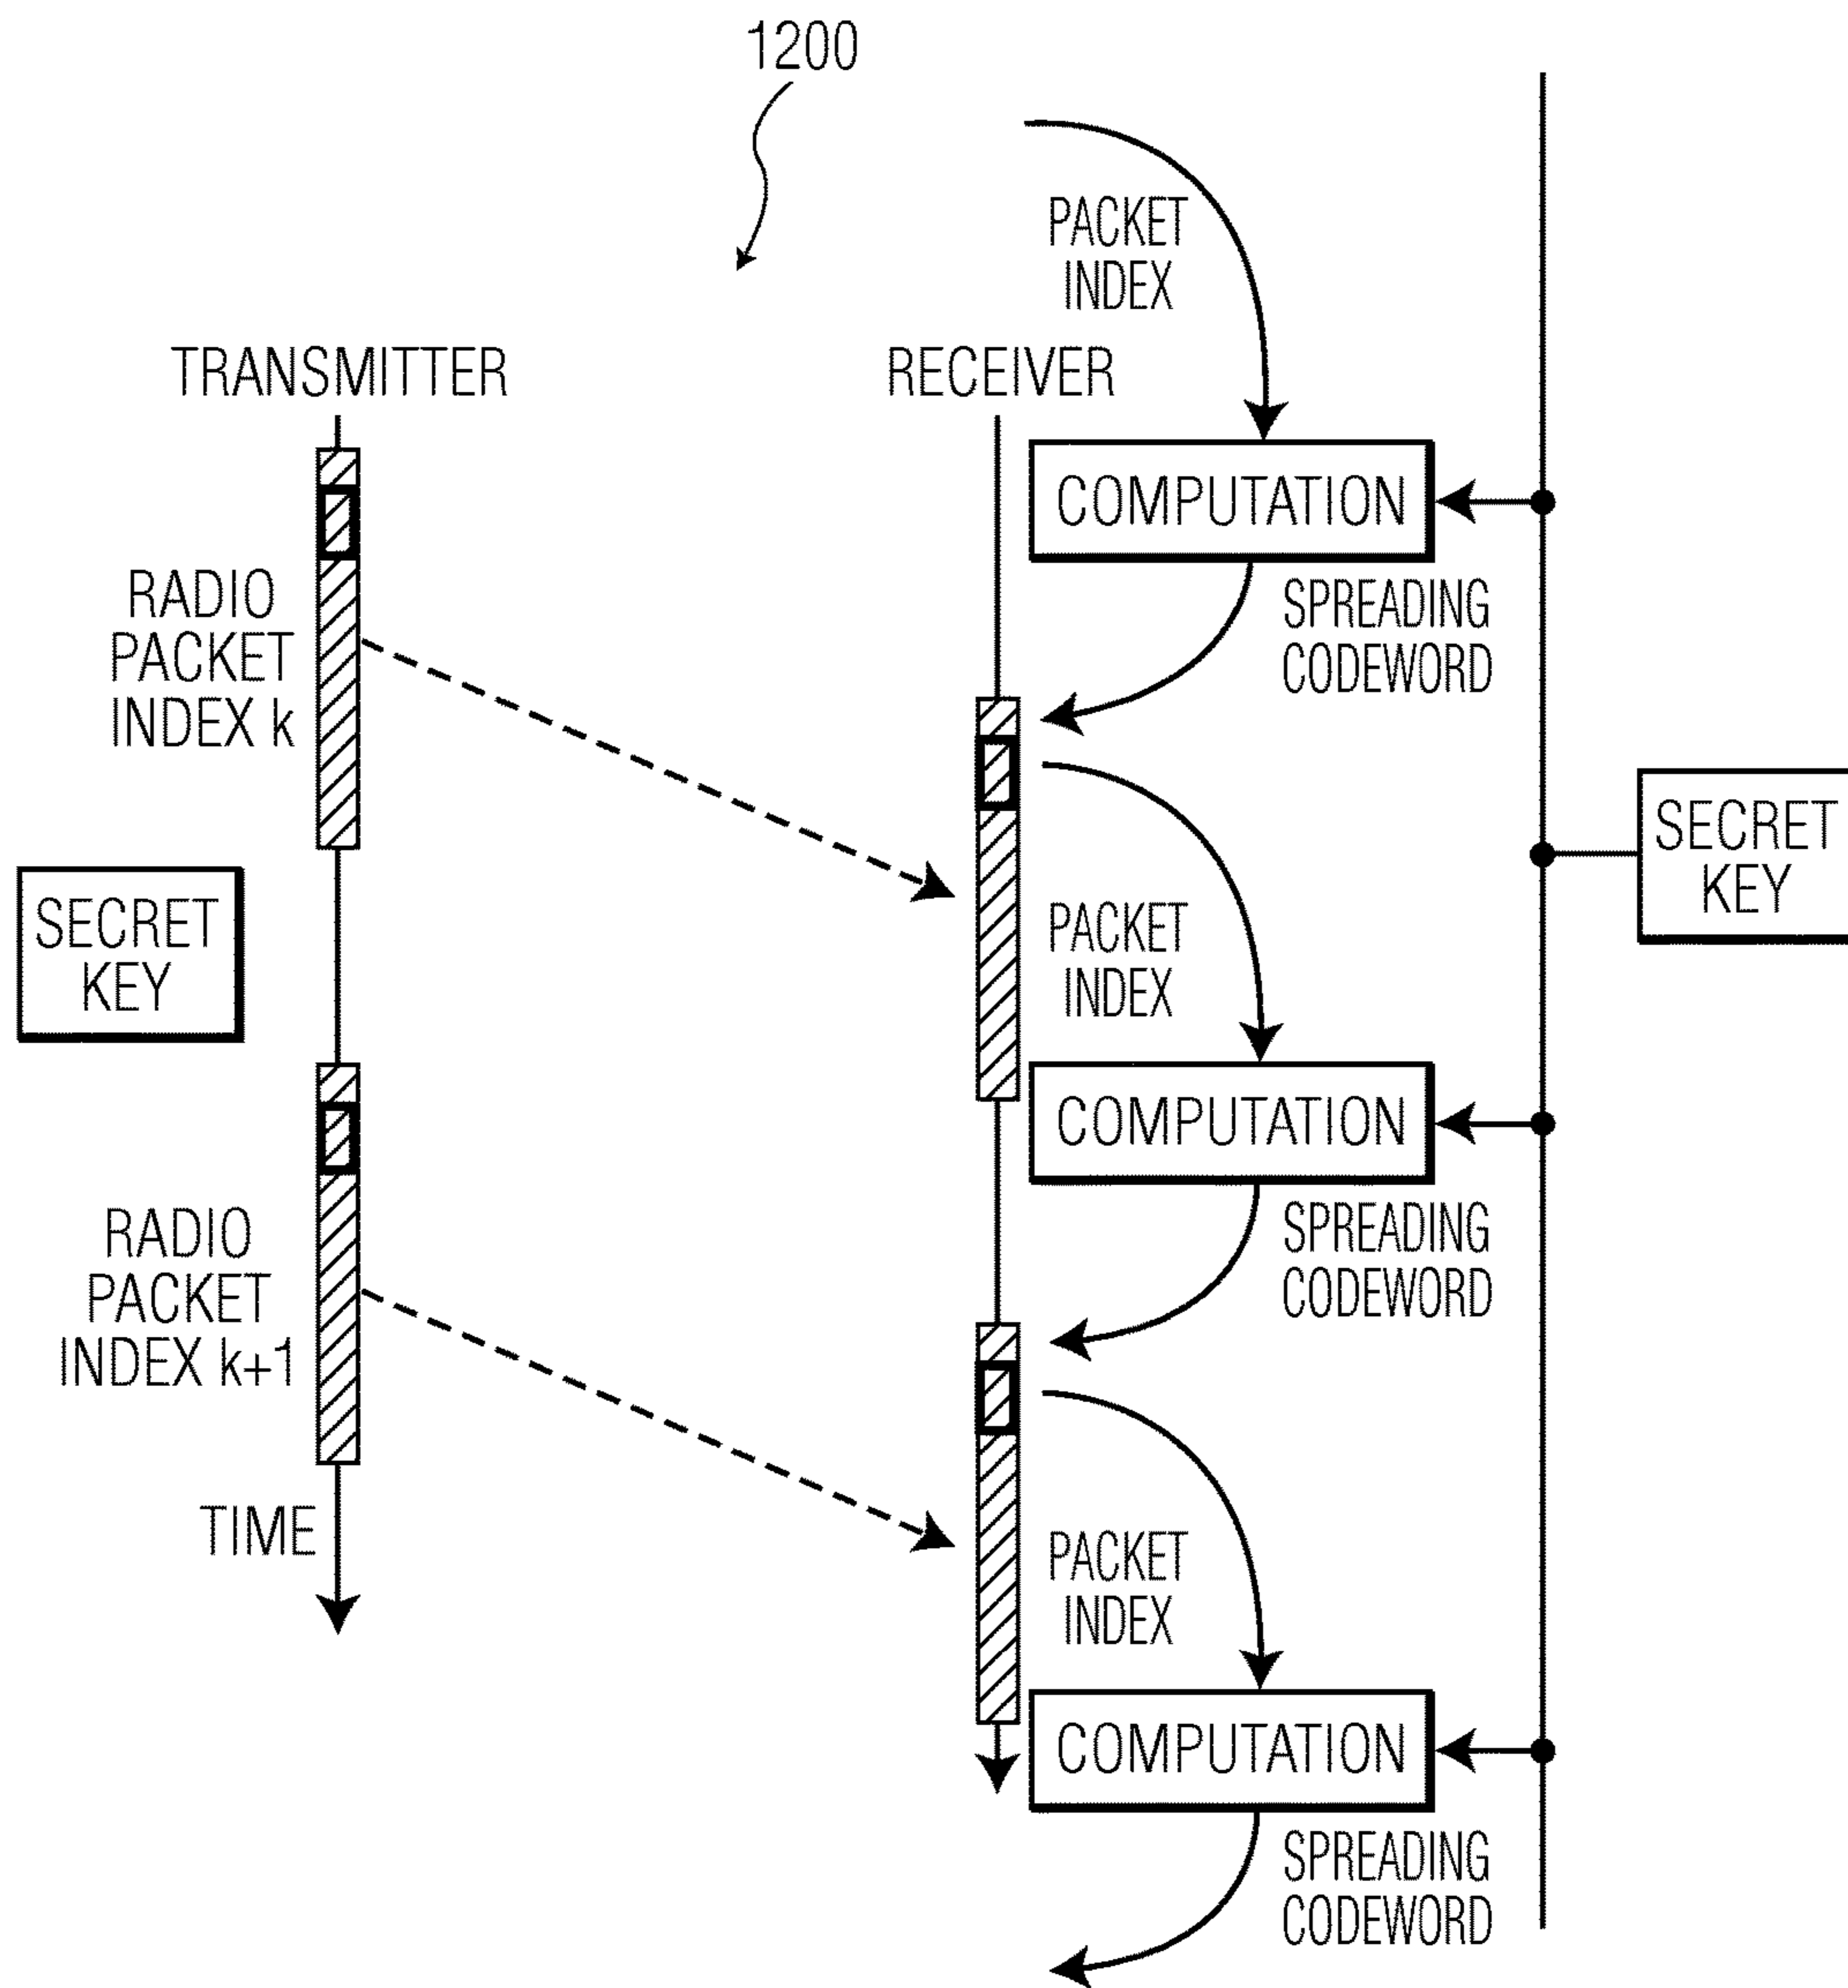 1200
PACKET
INDEX
TRANSMITTER
RECEIVER
COMPUTATION
RADIO
PACKET
INDEX k
SPREADING
CODEWORD
SECRET
KEY
SECRET
KEY
PACKET
INDEX
COMPUTATION
RADIO
PACKET
INDEX k+1
SPREADING
CODEWORD
TIME
PACKET
INDEX
COMPUTATION
SPREADING
CODEWORD